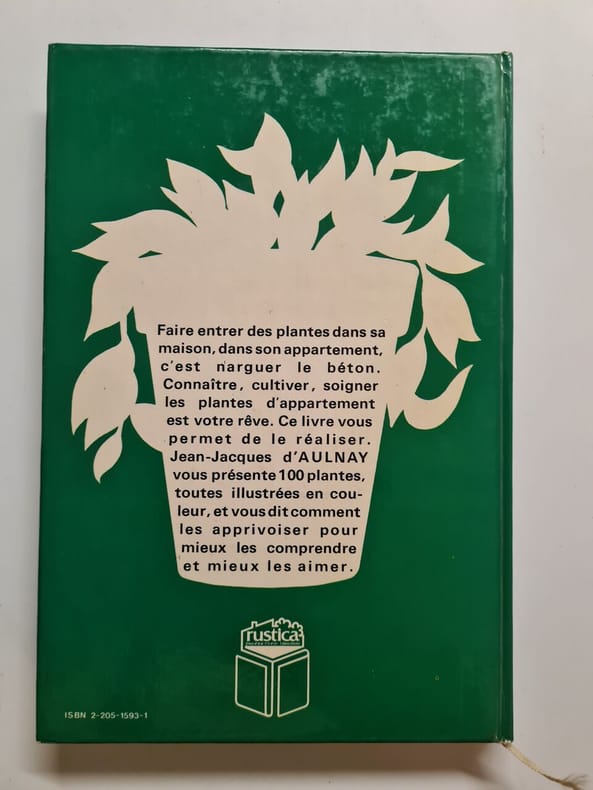 Faire entrer des plantes dans sa
maison, dans son appartement,
c'est narguer le béton.
Connaître, cultiver, soigner
les plantes d'appartement
est votre rêve. Ce livre vous
permet de le réaliser.
Jean-Jacques d'AULNAY
vous présente 100 plantes,
toutes illustrées en cou-
leur, et vous dit comment
les apprivoiser pour
mieux les comprendre
et mieux les aimer.
rustica
ISBN 2-205-1593-1